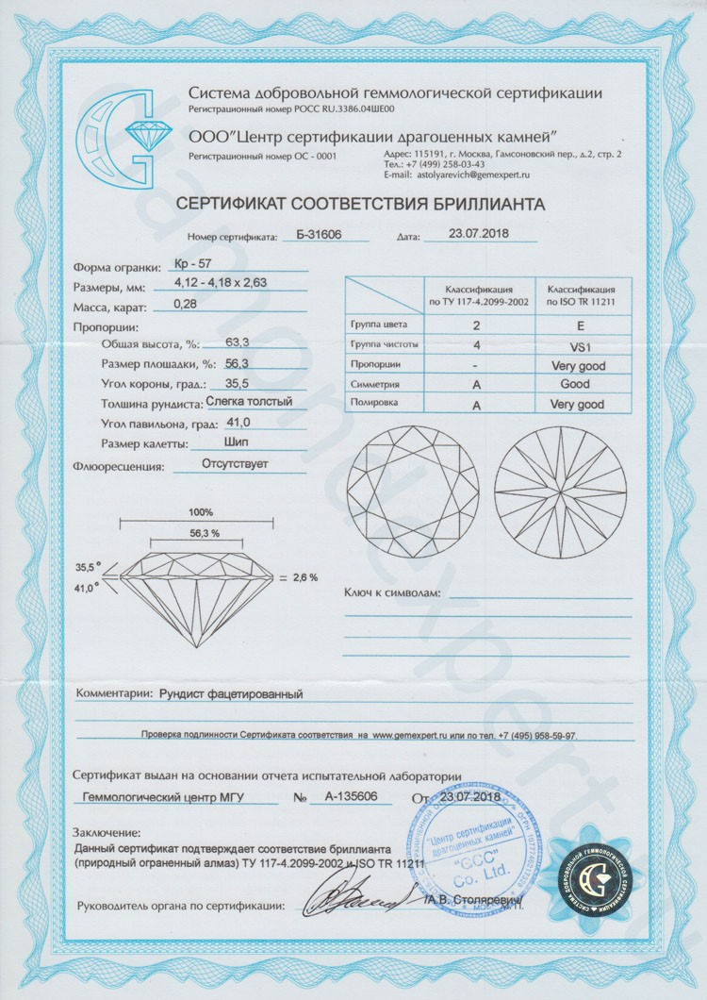 Система добровольной геммологической сертификации
Регистрационный номер РОСС RU.3386.04ШЕ00
ООО"Центр сертификации драгоценных камней"
Регистрационный номер ОС - 0001
Адрес: 115191, г. Москва, Гамсоновский пер., д.2, стр. 2
Тел.: +7 (499) 258-03-43
E-mail: astolyarevich@gemexpert.ru
СЕРТИФИКАТ СООТВЕТСТВИЯ БРИЛЛИАНТА
Номер сертификата: Б-31606 Дата: 23.07.2018
Форма огранки: Кр - 57
Размеры, мм: 4,12 - 4,18 x 2,63
Масса, карат: 0,28
Пропорции:
Общая высота, %: 63,3
Размер площадки, %: 56,3
Угол короны, град.: 35,5
Толщина рундиста: Слегка толстый
Угол павильона, град: 41,0
Размер калетты: Шип
Флюоресценция: Отсутствует
Классификация по ТУ 117-4.2099-2002
Классификация по ISO TR 11211
Группа цвета 2 E
Группа чистоты 4 VS1
Пропорции - Very good
Симметрия А Good
Полировка А Very good
100%
56,3 %
35,5°
41,0°
= 2,6 %
Ключ к символам:
Комментарии: Рундист фацетированный
Проверка подлинности Сертификата соответствия на www.gemexpert.ru или по тел. +7 (495) 958-59-97.
Сертификат выдан на основании отчета испытательной лаборатории
Геммологический центр МГУ № А-135606 От 23.07.2018
Заключение:
Данный сертификат подтверждает соответствие бриллианта
(природный ограненный алмаз) ТУ 117-4.2099-2002 и ISO TR 11211
Руководитель органа по сертификации: /А.В. Столяревич/
М.П.
"Центр сертификации
драгоценных камней"
"GCC"
Co. Ltd.
СИСТЕМА ДОБРОВОЛЬНОЙ ГЕММОЛОГИЧЕСКОЙ СЕРТИФИКАЦИИ
diamondexpert.ru